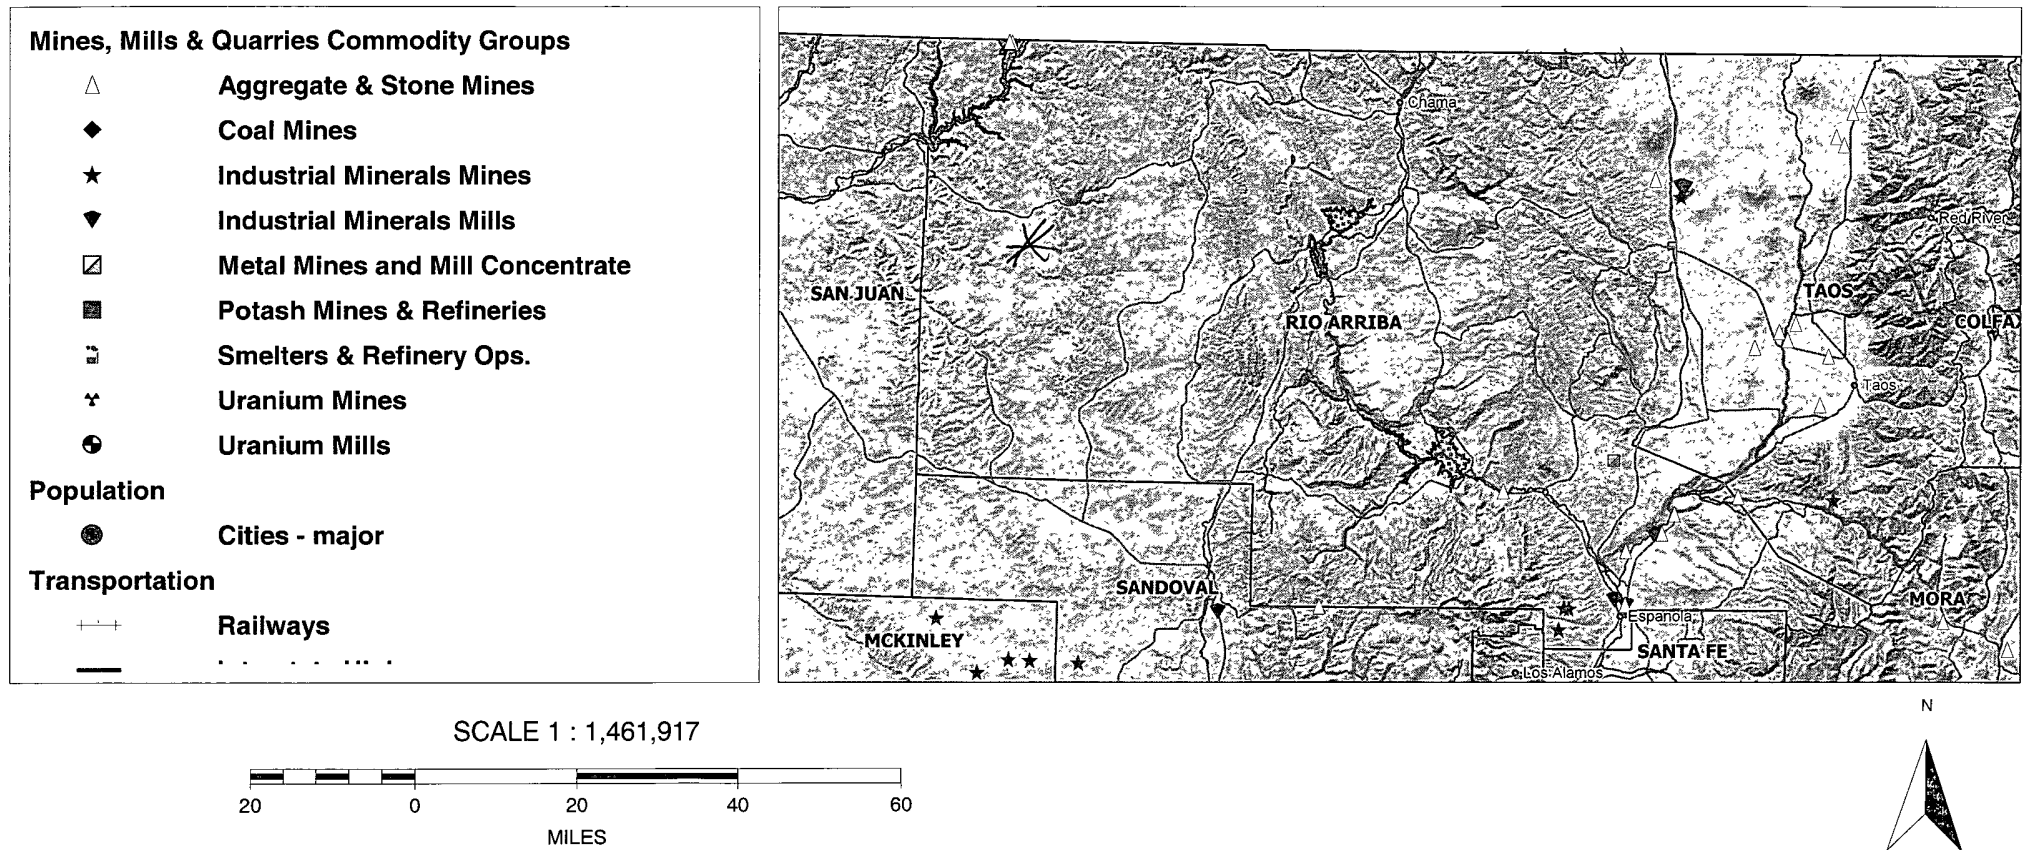 Mines, Mills & Quarries Commodity Groups
Aggregate & Stone Mines
Coal Mines
Industrial Minerals Mines
Industrial Minerals Mills
Metal Mines and Mill Concentrate
Potash Mines & Refineries
Smelters & Refinery Ops.
Uranium Mines
Uranium Mills
Population
Cities - major
Transportation
Railways
Chama
Red River
SAN JUAN
TAOS
RIO ARRIBA
COLFAX
Taos
SANDOVAL
MORA
Espanola
MCKINLEY
SANTA FE
Los Alamos
N
SCALE 1 : 1,461,917
20 0 20 40 60
MILES